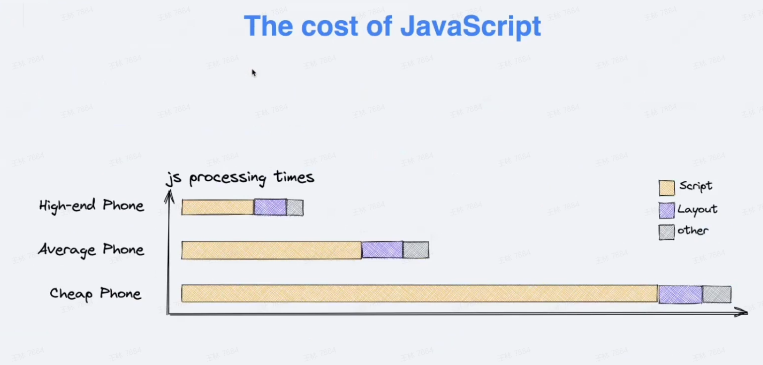 The cost of JavaScript
js processing times
High-end Phone
Average Phone
Cheap Phone
Script
Layout
other